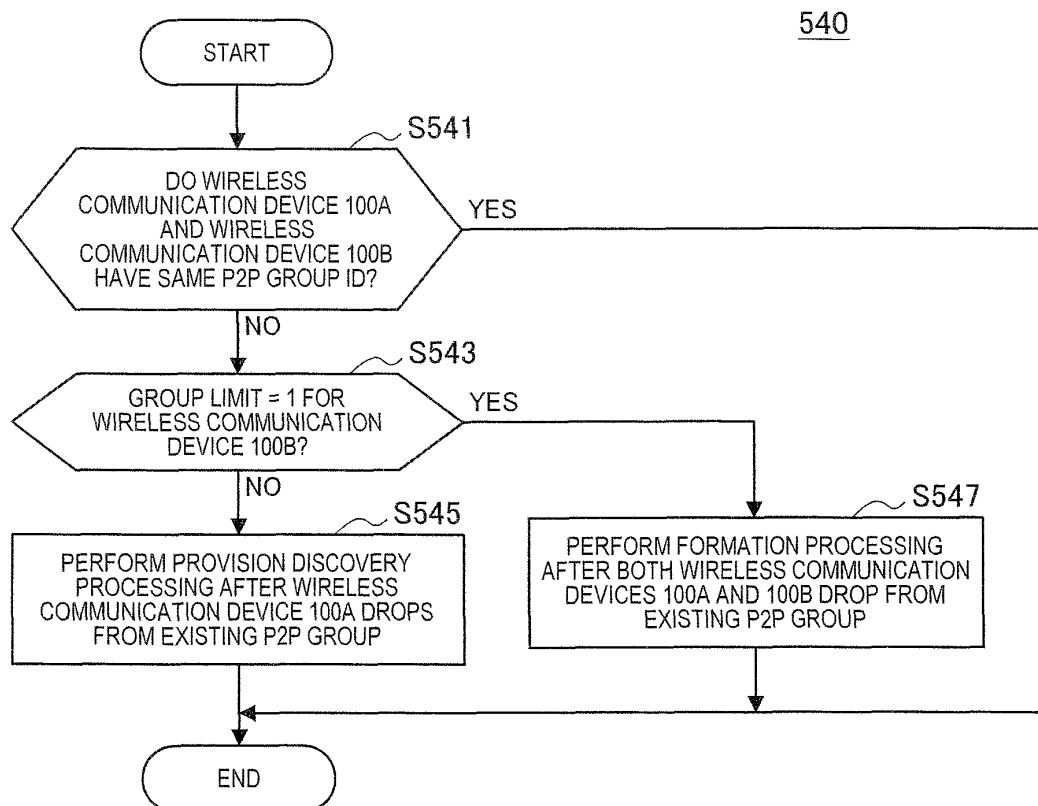 540
START
S541
DO WIRELESS
COMMUNICATION DEVICE 100A
AND WIRELESS
COMMUNICATION DEVICE 100B
HAVE SAME P2P GROUP ID?
YES
NO
S543
GROUP LIMIT = 1 FOR
WIRELESS COMMUNICATION
DEVICE 100B?
YES
NO
S545
PERFORM PROVISION DISCOVERY
PROCESSING AFTER WIRELESS
COMMUNICATION DEVICE 100A DROPS
FROM EXISTING P2P GROUP
S547
PERFORM FORMATION PROCESSING
AFTER BOTH WIRELESS COMMUNICATION
DEVICES 100A AND 100B DROP FROM
EXISTING P2P GROUP
END